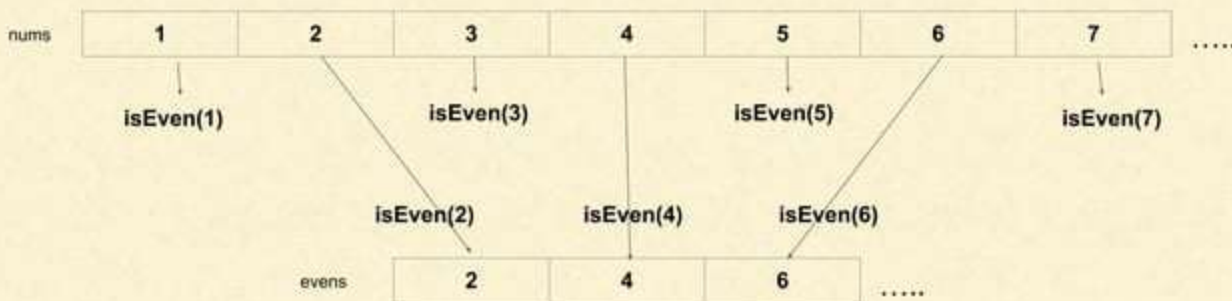 nums 1 2 3 4 5 6 7 .....
isEven(1) isEven(3) isEven(5) isEven(7)
isEven(2) isEven(4) isEven(6)
evens 2 4 6 .....